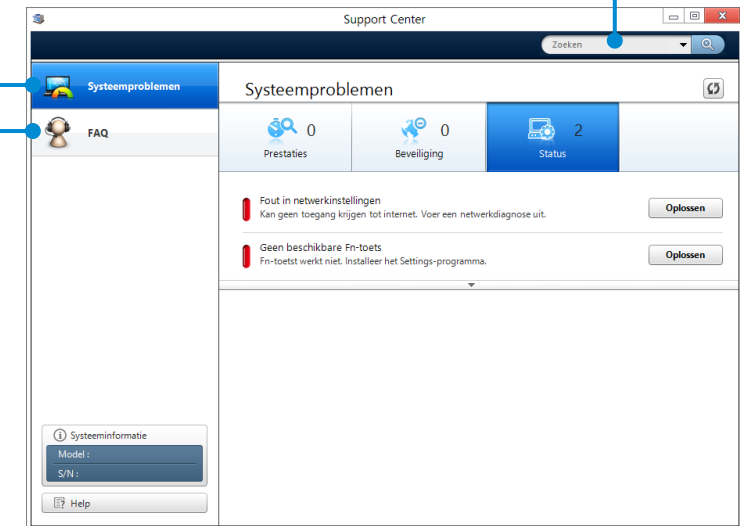 Support Center
Zoeken
Systeemproblemen
FAQ
Systeemproblemen
0
Prestaties
0
Beveiliging
2
Status
Fout in netwerkinstellingen
Kan geen toegang krijgen tot internet. Voer een netwerkdiagnose uit.
Oplossen
Geen beschikbare Fn-toets
Fn-toetst werkt niet. Installeer het Settings-programma.
Oplossen
Systeeminformatie
Model :
S/N :
Help